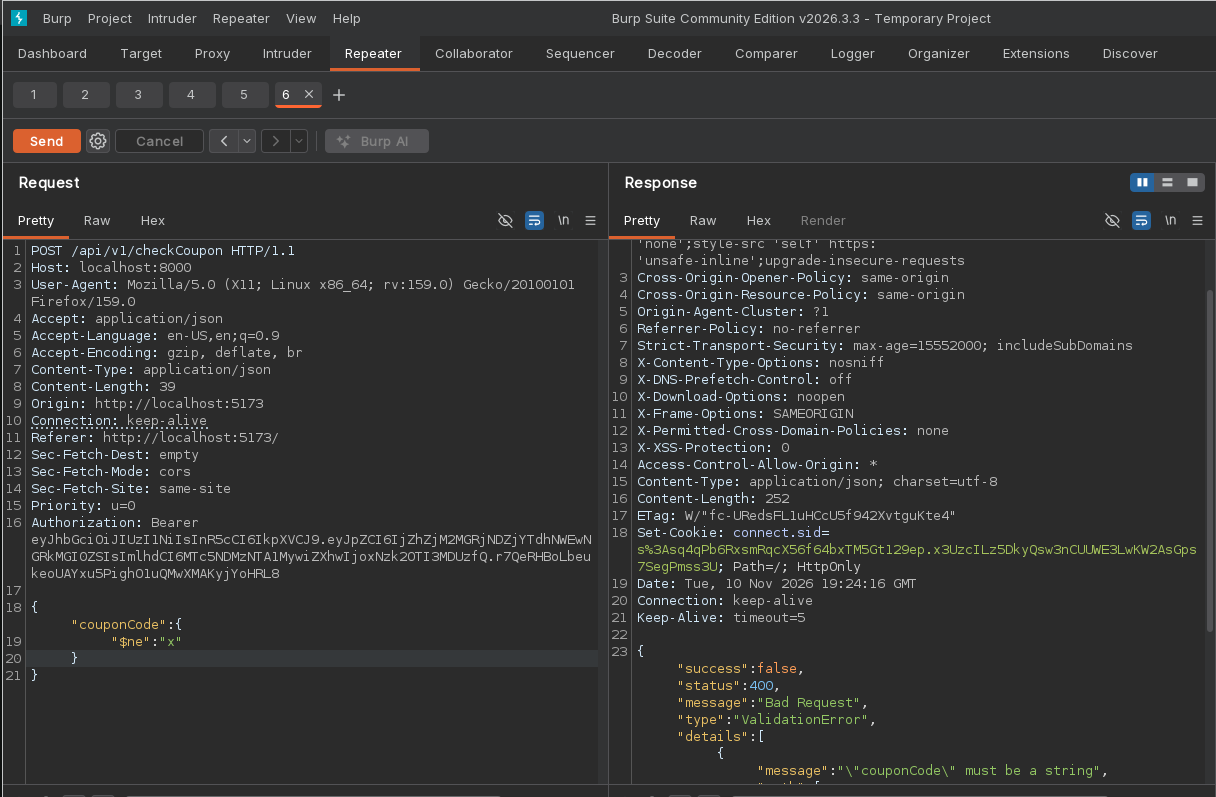 Burp Project Intruder Repeater View Help Burp Suite Community Edition v2026.3.3 - Temporary Project
Dashboard Target Proxy Intruder Repeater Collaborator Sequencer Decoder Comparer Logger Organizer Extensions Discover
1 2 3 4 5 6 × +
Send Cancel < > Burp AI
Request
Pretty Raw Hex \n
1 POST /api/v1/checkCoupon HTTP/1.1
2 Host: localhost:8000
3 User-Agent: Mozilla/5.0 (X11; Linux x86_64; rv:159.0) Gecko/20100101
Firefox/159.0
4 Accept: application/json
5 Accept-Language: en-US,en;q=0.9
6 Accept-Encoding: gzip, deflate, br
7 Content-Type: application/json
8 Content-Length: 39
9 Origin: http://localhost:5173
10 Connection: keep-alive
11 Referer: http://localhost:5173/
12 Sec-Fetch-Dest: empty
13 Sec-Fetch-Mode: cors
14 Sec-Fetch-Site: same-site
15 Priority: u=0
16 Authorization: Bearer
eyJhbGciOiJIUzI1NiIsInR5cCI6IkpXVCJ9.eyJpZCI6IjZhZjM2MGRjNDZjYTdhNWEwN
GRkMGI0ZSIsImlhdCI6MTc5NDMzNTA1MywiZXhwIjoxNzk2OTI3MDUzfQ.r7QeRHBoLbeu
keoUAYxu5PighO1uQMwXMAKyjYoHRL8
17
18 {
"couponCode":{
19 "$ne":"x"
20 }
21 }
Response
Pretty Raw Hex Render \n
'none';style-src 'self' https:
'unsafe-inline';upgrade-insecure-requests
3 Cross-Origin-Opener-Policy: same-origin
4 Cross-Origin-Resource-Policy: same-origin
5 Origin-Agent-Cluster: ?1
6 Referrer-Policy: no-referrer
7 Strict-Transport-Security: max-age=15552000; includeSubDomains
8 X-Content-Type-Options: nosniff
9 X-DNS-Prefetch-Control: off
10 X-Download-Options: noopen
11 X-Frame-Options: SAMEORIGIN
12 X-Permitted-Cross-Domain-Policies: none
13 X-XSS-Protection: 0
14 Access-Control-Allow-Origin: *
15 Content-Type: application/json; charset=utf-8
16 Content-Length: 252
17 ETag: W/"fc-URedsFL1uHCcU5f942XvtguKte4"
18 Set-Cookie: connect.sid=
s%3Asq4qPb6RxsmRqcX56f64bxTM5Gt129ep.x3UzcILz5DkyQsw3nCUUWE3LwKW2AsGps
7SegPmss3U; Path=/; HttpOnly
19 Date: Tue, 10 Nov 2026 19:24:16 GMT
20 Connection: keep-alive
21 Keep-Alive: timeout=5
22
23 {
"success":false,
"status":400,
"message":"Bad Request",
"type":"ValidationError",
"details":[
{
"message":"\"couponCode\" must be a string",